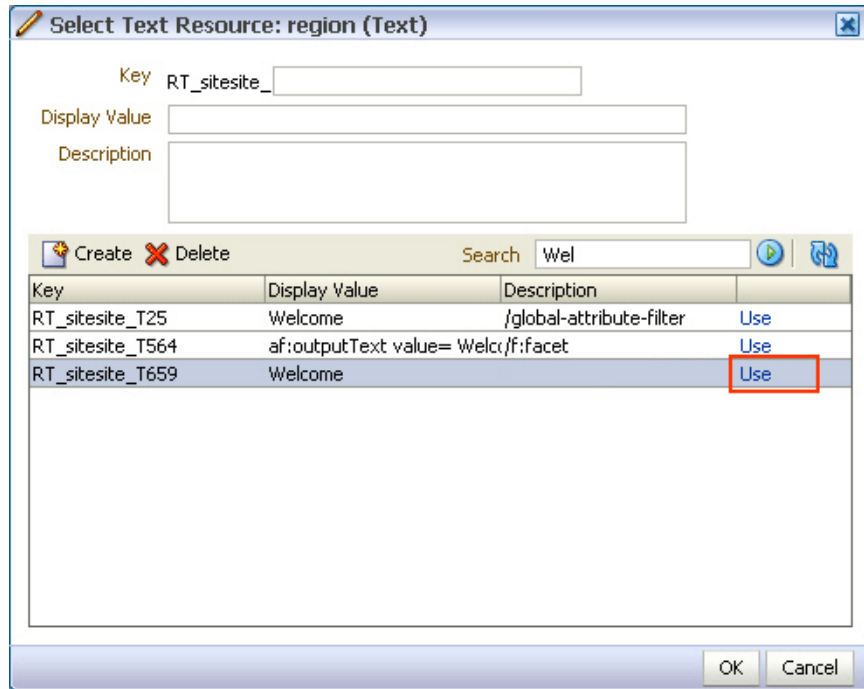 Select Text Resource: region (Text)
Key RT_sitesite_
Display Value
Description
Create Delete Search Wel
Key Display Value Description
RT_sitesite_T25 Welcome /global-attribute-filter Use
RT_sitesite_T564 af:outputText value= Welc /f:facet Use
RT_sitesite_T659 Welcome Use
OK Cancel